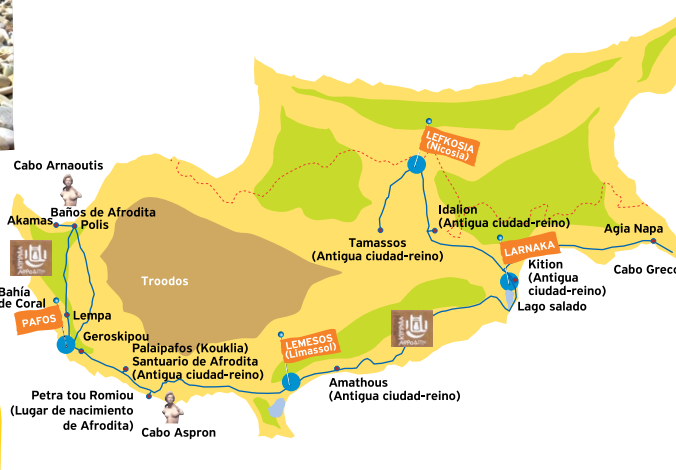 LEFKOSIA
(Nicosia)
Cabo Arnaoutis
Baños de Afrodita
Akamas
Polis
Idalion
(Antigua ciudad-reino)
Tamassos
(Antigua ciudad-reino)
Agia Napa
LARNAKA
Kition
(Antigua
ciudad-reino)
Cabo Greco
Lago salado
Troodos
Bahía
de Coral
PAFOS
Lempa
Geroskipou
Palaipafos (Kouklia)
Santuario de Afrodita
(Antigua ciudad-reino)
LEMESOS
(Limassol)
Amathous
(Antigua ciudad-reino)
Petra tou Romiou
(Lugar de nacimiento
de Afrodita)
Cabo Aspron